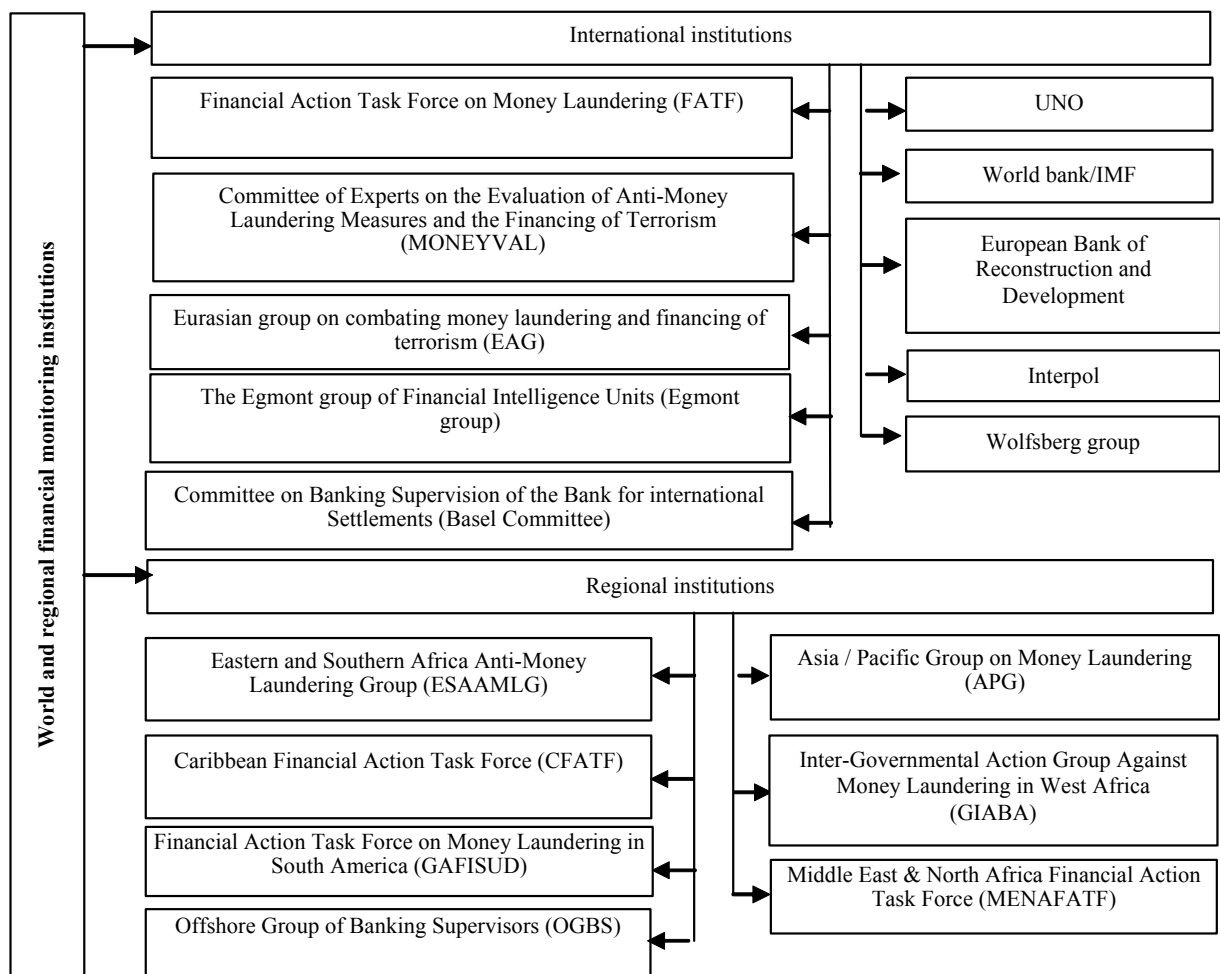 World and regional financial monitoring institutions
International institutions
Financial Action Task Force on Money Laundering (FATF)
Committee of Experts on the Evaluation of Anti-Money
Laundering Measures and the Financing of Terrorism
(MONEYVAL)
Eurasian group on combating money laundering and financing of
terrorism (EAG)
The Egmont group of Financial Intelligence Units (Egmont
group)
Committee on Banking Supervision of the Bank for international
Settlements (Basel Committee)
UNO
World bank/IMF
European Bank of
Reconstruction and
Development
Interpol
Wolfsberg group
Regional institutions
Eastern and Southern Africa Anti-Money
Laundering Group (ESAAMLG)
Caribbean Financial Action Task Force (CFATF)
Financial Action Task Force on Money Laundering in
South America (GAFISUD)
Offshore Group of Banking Supervisors (OGBS)
Asia / Pacific Group on Money Laundering
(APG)
Inter-Governmental Action Group Against
Money Laundering in West Africa
(GIABA)
Middle East & North Africa Financial Action
Task Force (MENAFATF)